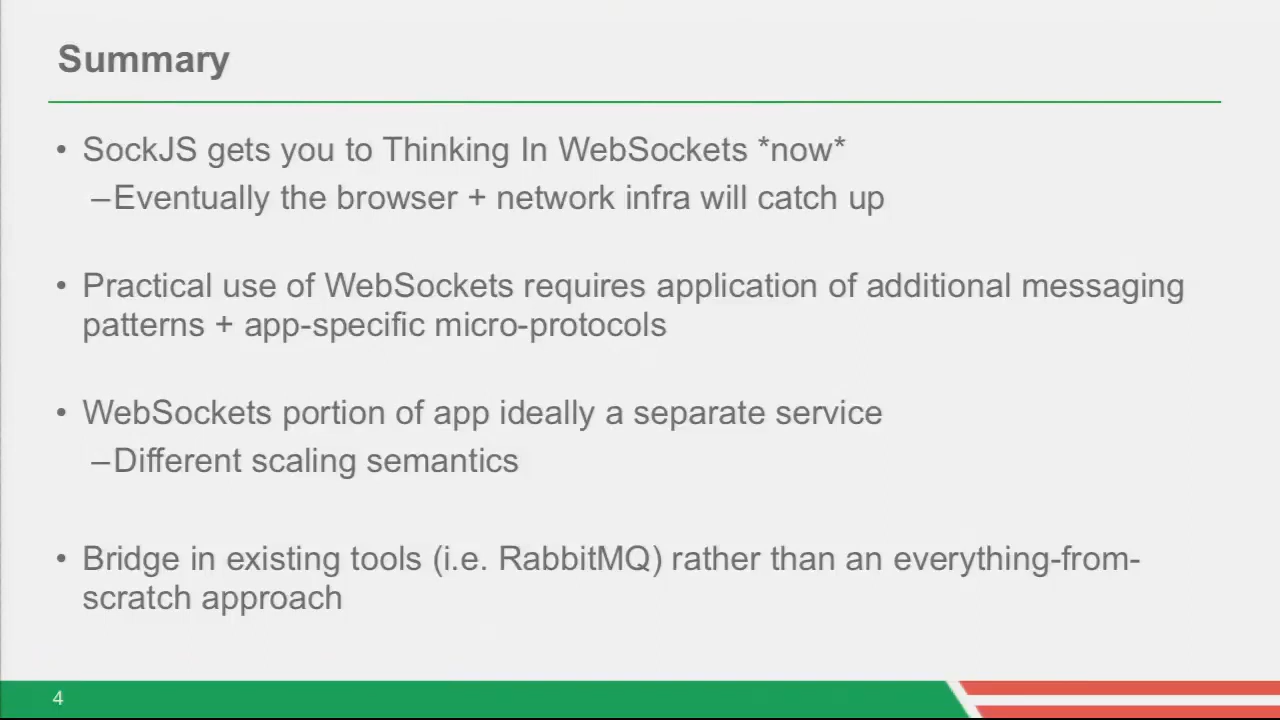 Summary
• SockJS gets you to Thinking In WebSockets *now*
–Eventually the browser + network infra will catch up
• Practical use of WebSockets requires application of additional messaging
patterns + app-specific micro-protocols
• WebSockets portion of app ideally a separate service
–Different scaling semantics
• Bridge in existing tools (i.e. RabbitMQ) rather than an everything-from-
scratch approach
4